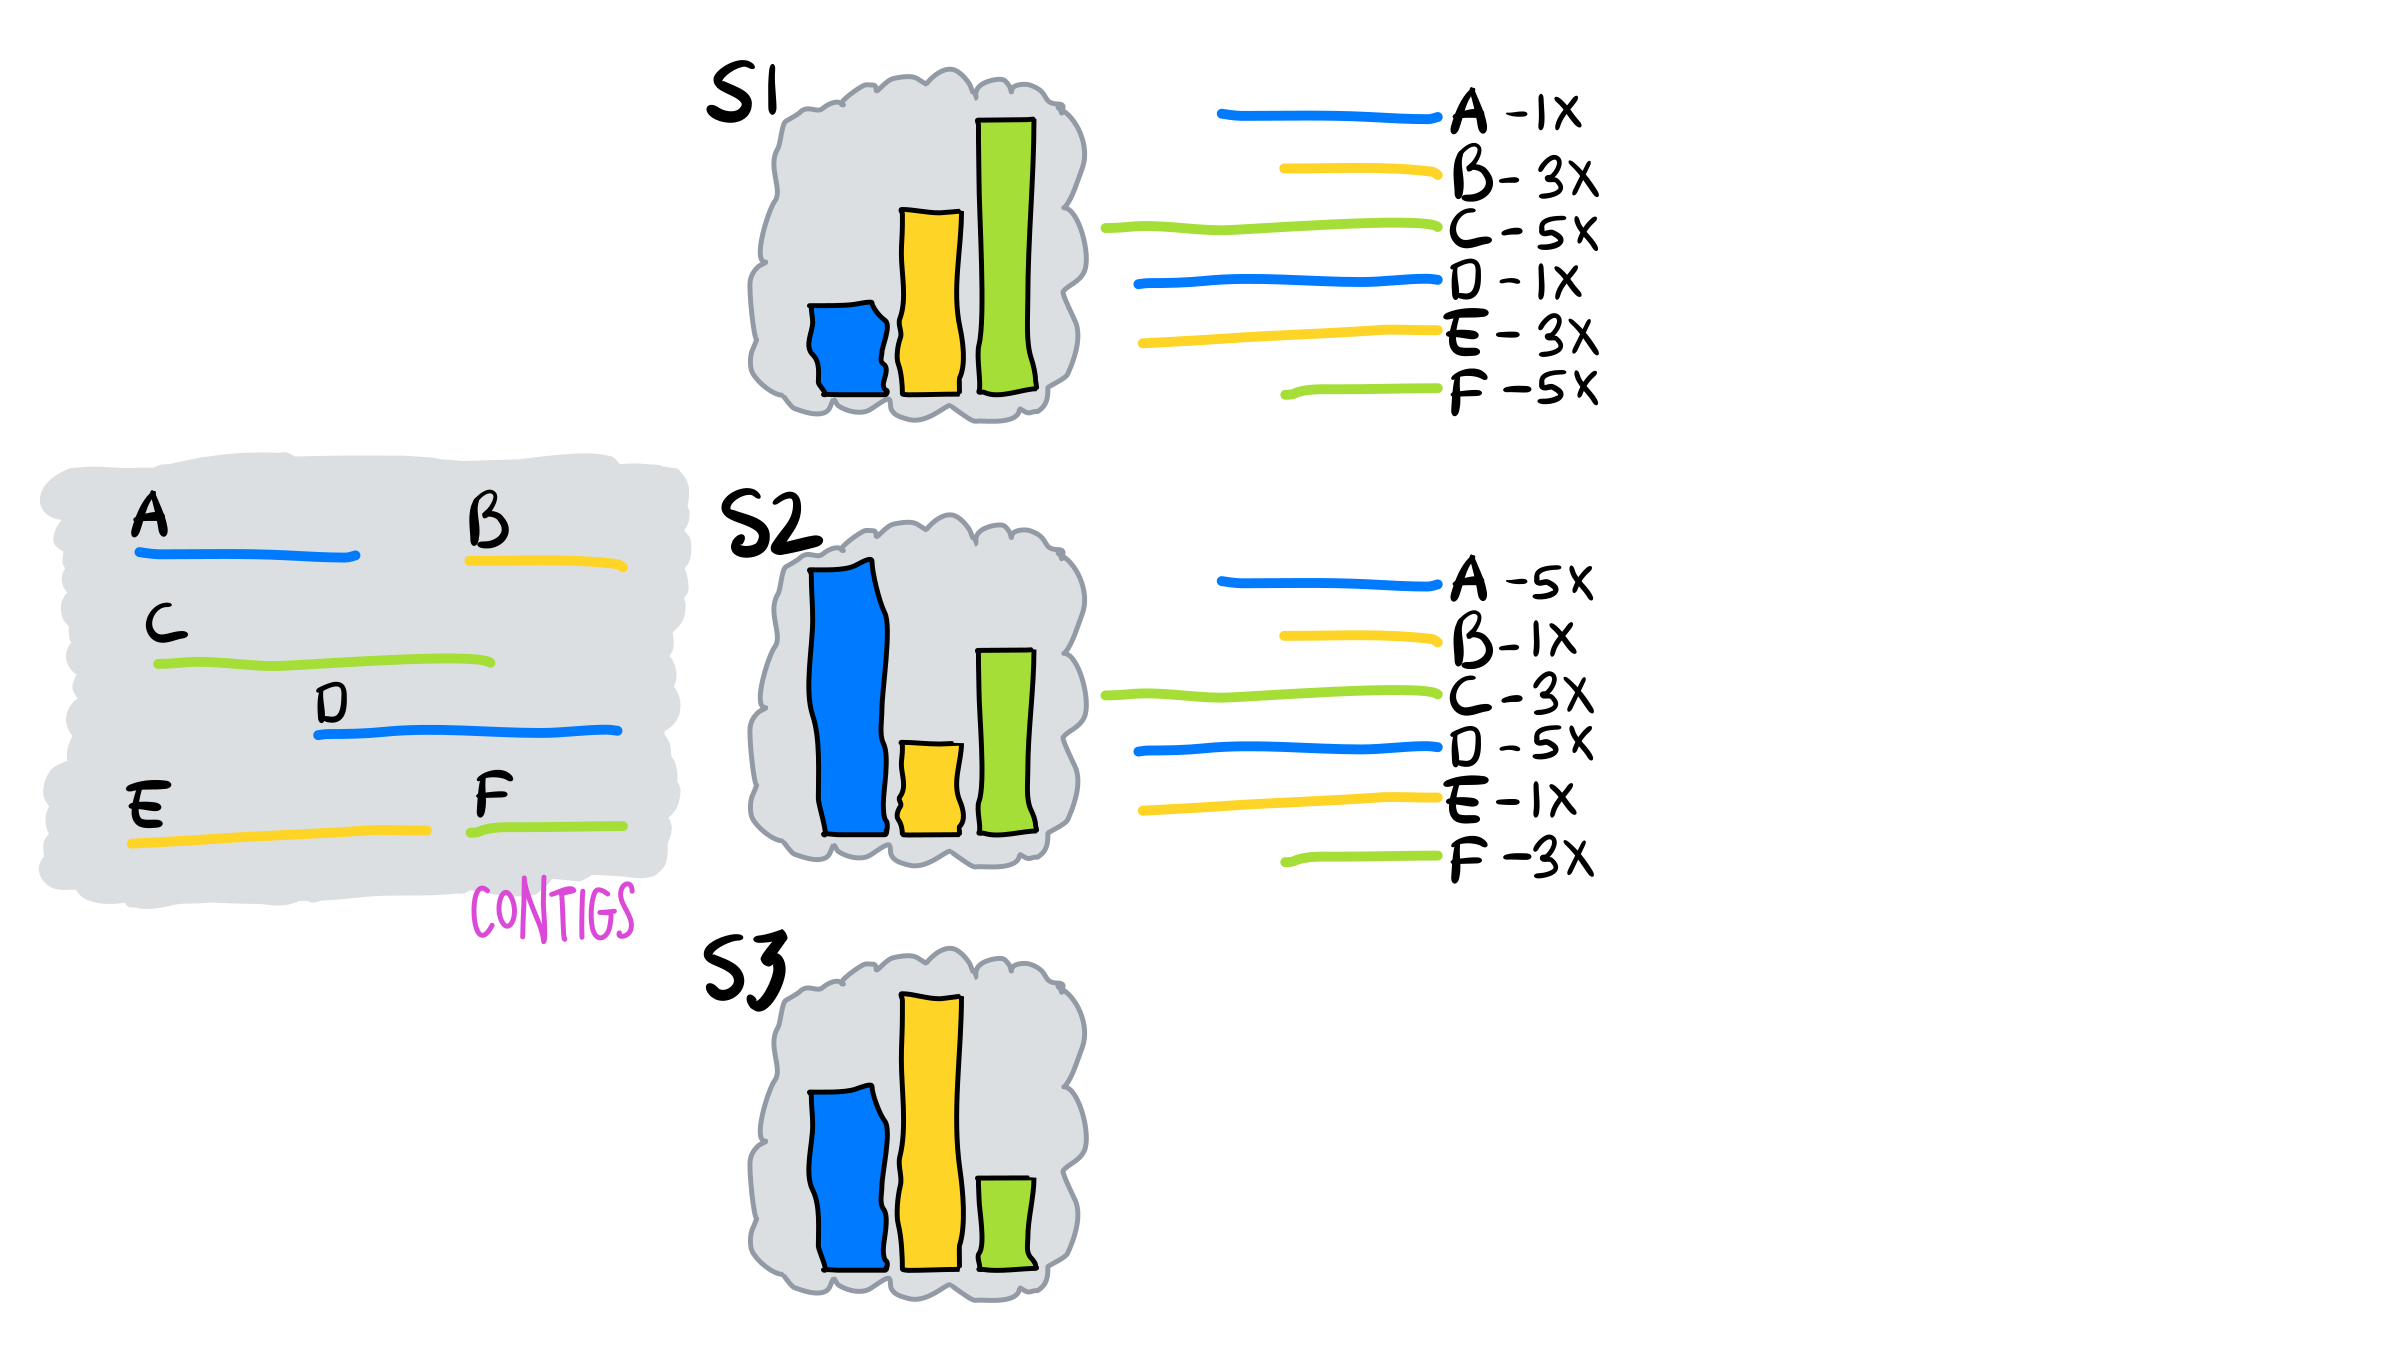 S1
A - 1X
B - 3X
C - 5X
D - 1X
E - 3X
F - 5X
A
B
C
D
E
F
CONTIGS
S2
A - 5X
B - 1X
C - 3X
D - 5X
E - 1X
F - 3X
S3